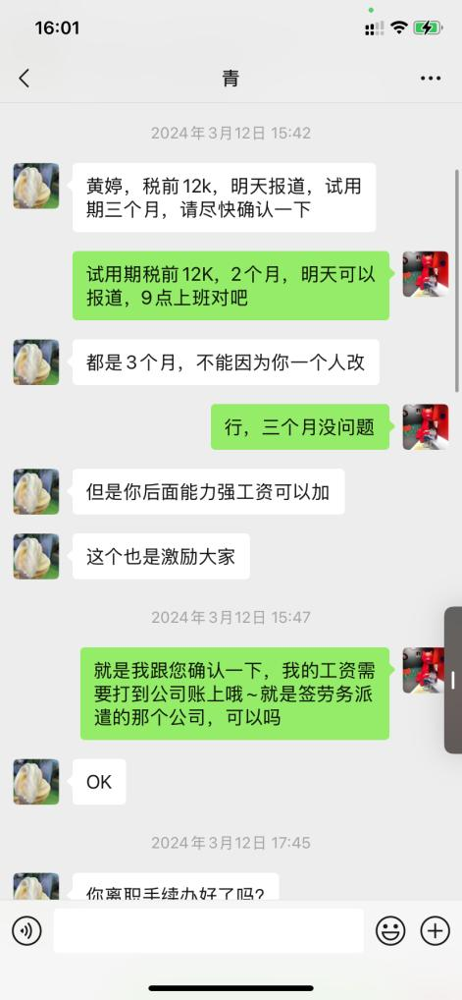 16:01
青
2024年3月12日 15:42
黄婷，税前12k，明天报道，试用
期三个月，请尽快确认一下
试用期税前12K，2个月，明天可以
报道，9点上班对吧
都是3个月，不能因为你一个人改
行，三个月没问题
但是你后面能力强工资可以加
这个也是激励大家
2024年3月12日 15:47
就是我跟您确认一下，我的工资需
要打到公司账上哦~就是签劳务派
遣的那个公司，可以吗
OK
2024年3月12日 17:45
你离职手续办好了吗?